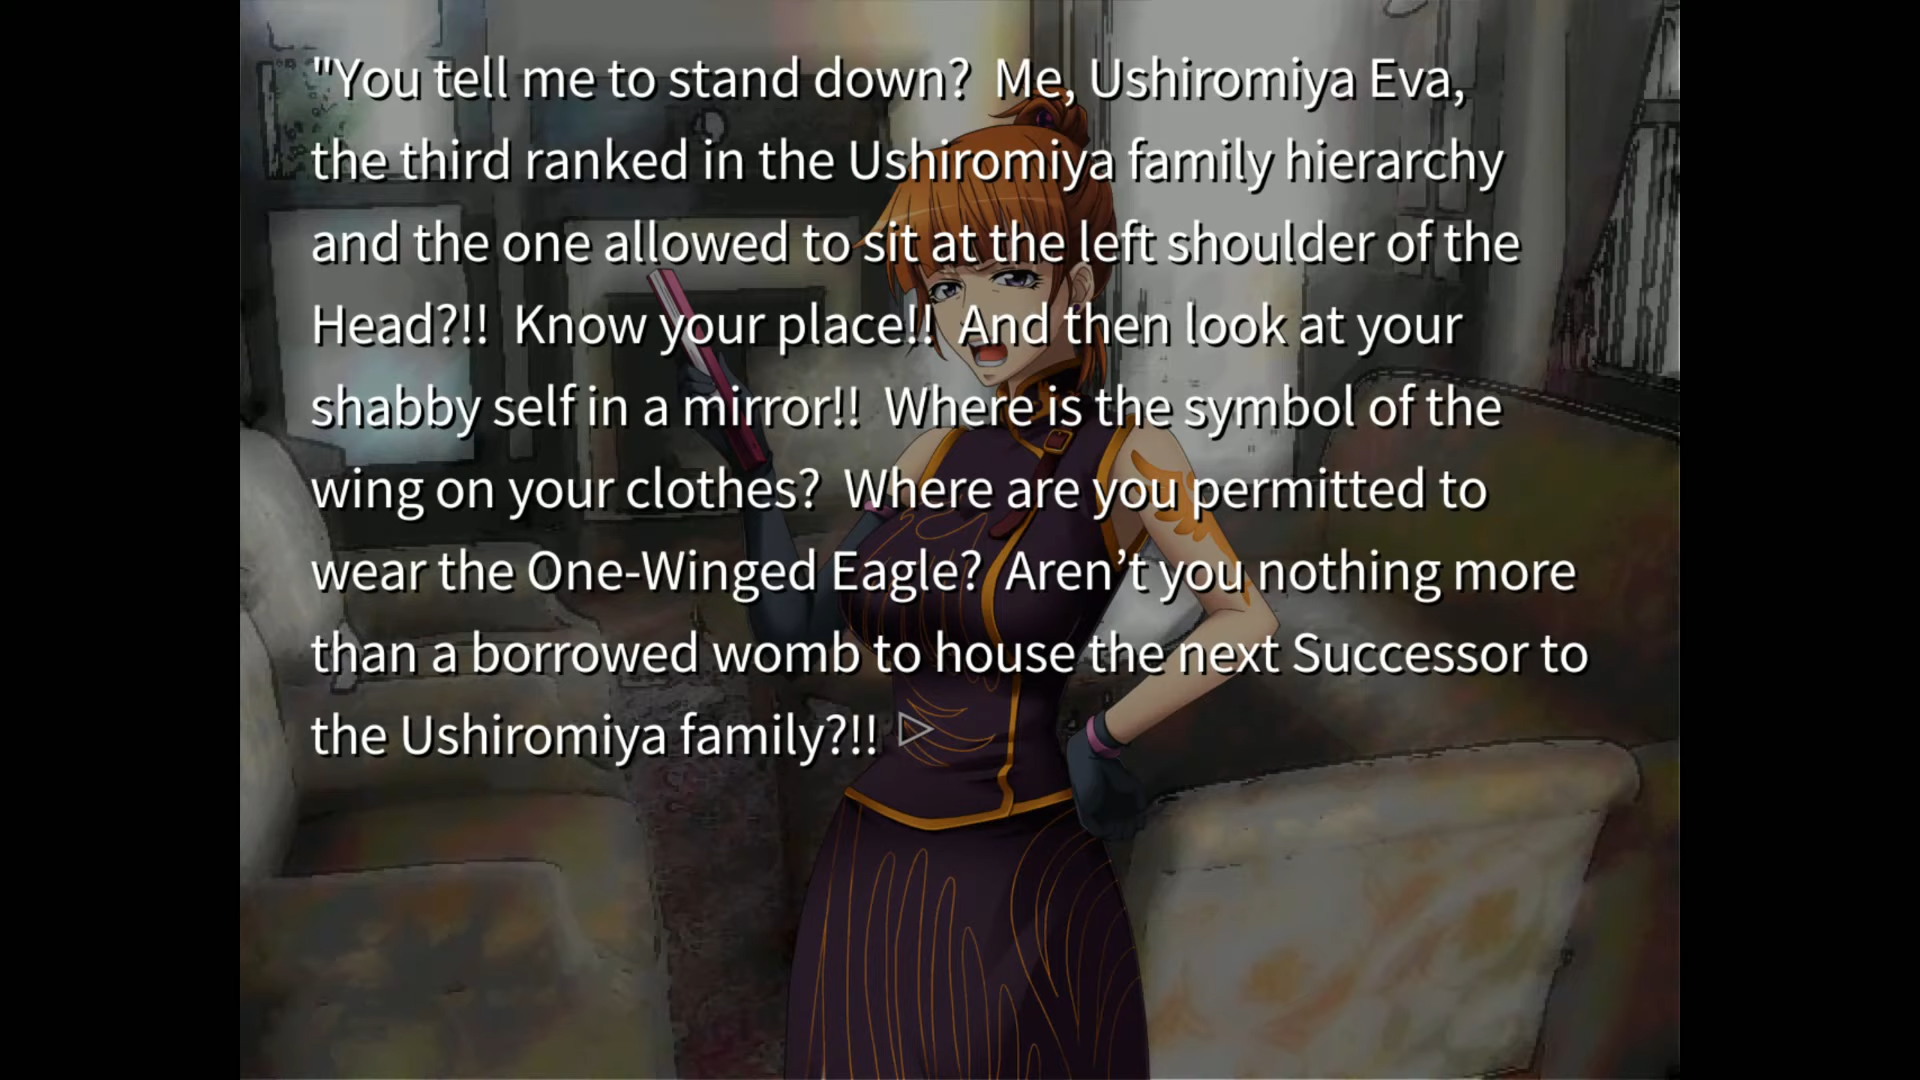 "You tell me to stand down?  Me, Ushiromiya Eva,
the third ranked in the Ushiromiya family hierarchy
and the one allowed to sit at the left shoulder of the
Head?!!  Know your place!!  And then look at your
shabby self in a mirror!!  Where is the symbol of the
wing on your clothes?  Where are you permitted to
wear the One-Winged Eagle?  Aren’t you nothing more
than a borrowed womb to house the next Successor to
the Ushiromiya family?!!